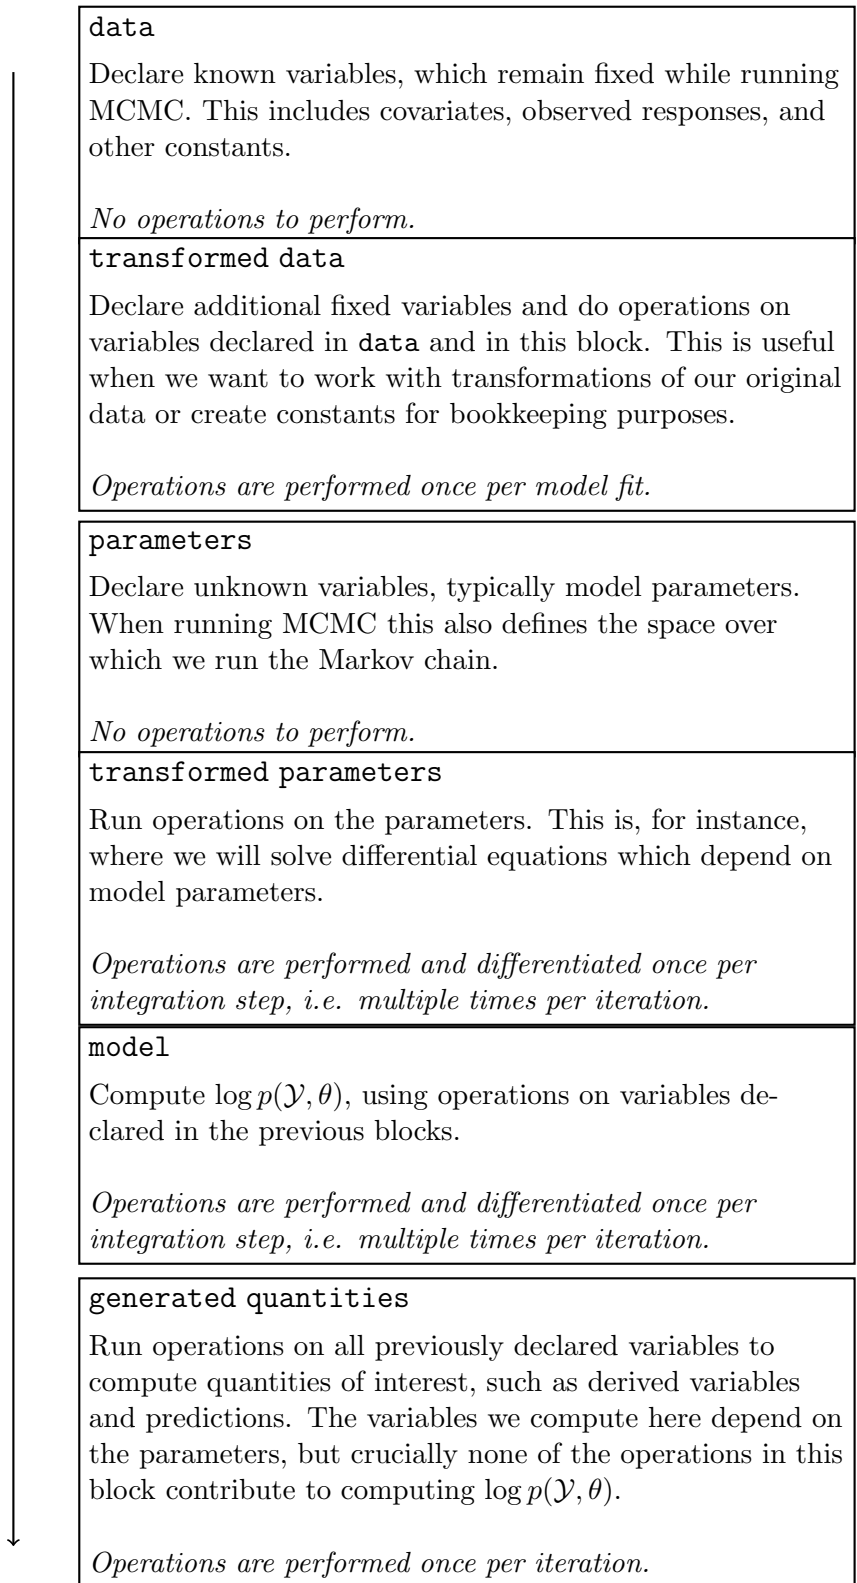 data
Declare known variables, which remain fixed while running
MCMC. This includes covariates, observed responses, and
other constants.
No operations to perform.
transformed data
Declare additional fixed variables and do operations on
variables declared in data and in this block. This is useful
when we want to work with transformations of our original
data or create constants for bookkeeping purposes.
Operations are performed once per model fit.
parameters
Declare unknown variables, typically model parameters.
When running MCMC this also defines the space over
which we run the Markov chain.
No operations to perform.
transformed parameters
Run operations on the parameters. This is, for instance,
where we will solve differential equations which depend on
model parameters.
Operations are performed and differentiated once per
integration step, i.e. multiple times per iteration.
model
Compute log p(𝒴, θ), using operations on variables de-
clared in the previous blocks.
Operations are performed and differentiated once per
integration step, i.e. multiple times per iteration.
generated quantities
Run operations on all previously declared variables to
compute quantities of interest, such as derived variables
and predictions. The variables we compute here depend on
the parameters, but crucially none of the operations in this
block contribute to computing log p(𝒴, θ).
Operations are performed once per iteration.